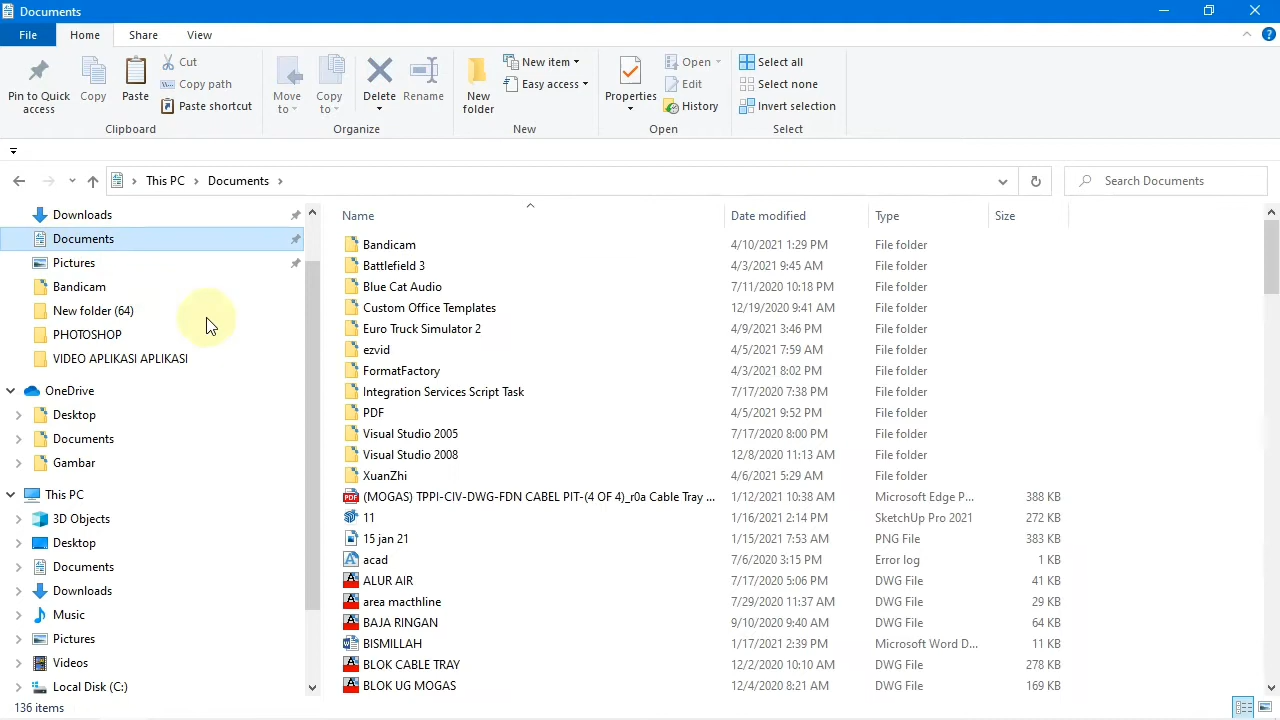 Documents
File Home Share View
Pin to Quick access
Copy
Paste
Cut
Copy path
Paste shortcut
Clipboard
Move to
Copy to
Delete
Rename
Organize
New folder
New item
Easy access
New
Properties
Open
Edit
History
Open
Select all
Select none
Invert selection
Select
This PC > Documents >
Search Documents
Downloads
Documents
Pictures
Bandicam
New folder (64)
PHOTOSHOP
VIDEO APLIKASI APLIKASI
OneDrive
Desktop
Documents
Gambar
This PC
3D Objects
Desktop
Documents
Downloads
Music
Pictures
Videos
Local Disk (C:)
Name Date modified Type Size
Bandicam 4/10/2021 1:29 PM File folder
Battlefield 3 4/3/2021 9:45 AM File folder
Blue Cat Audio 7/11/2020 10:18 PM File folder
Custom Office Templates 12/19/2020 9:41 AM File folder
Euro Truck Simulator 2 4/9/2021 3:46 PM File folder
ezvid 4/5/2021 7:59 AM File folder
FormatFactory 4/3/2021 8:02 PM File folder
Integration Services Script Task 7/17/2020 7:38 PM File folder
PDF 4/5/2021 9:52 PM File folder
Visual Studio 2005 7/17/2020 8:00 PM File folder
Visual Studio 2008 12/8/2020 11:13 AM File folder
XuanZhi 4/6/2021 5:29 AM File folder
(MOGAS) TPPI-CIV-DWG-FDN CABEL PIT-(4 OF 4)_r0a Cable Tray ... 1/12/2021 10:38 AM Microsoft Edge P... 388 KB
11 1/16/2021 2:14 PM SketchUp Pro 2021 272 KB
15 jan 21 1/15/2021 7:53 AM PNG File 383 KB
acad 7/6/2020 3:15 PM Error log 1 KB
ALUR AIR 7/17/2020 5:06 PM DWG File 41 KB
area macthline 7/29/2020 11:37 AM DWG File 29 KB
BAJA RINGAN 9/10/2020 9:40 AM DWG File 64 KB
BISMILLAH 1/17/2021 2:39 PM Microsoft Word D... 11 KB
BLOK CABLE TRAY 12/2/2020 10:10 AM DWG File 278 KB
BLOK UG MOGAS 12/4/2020 8:21 AM DWG File 169 KB
136 items